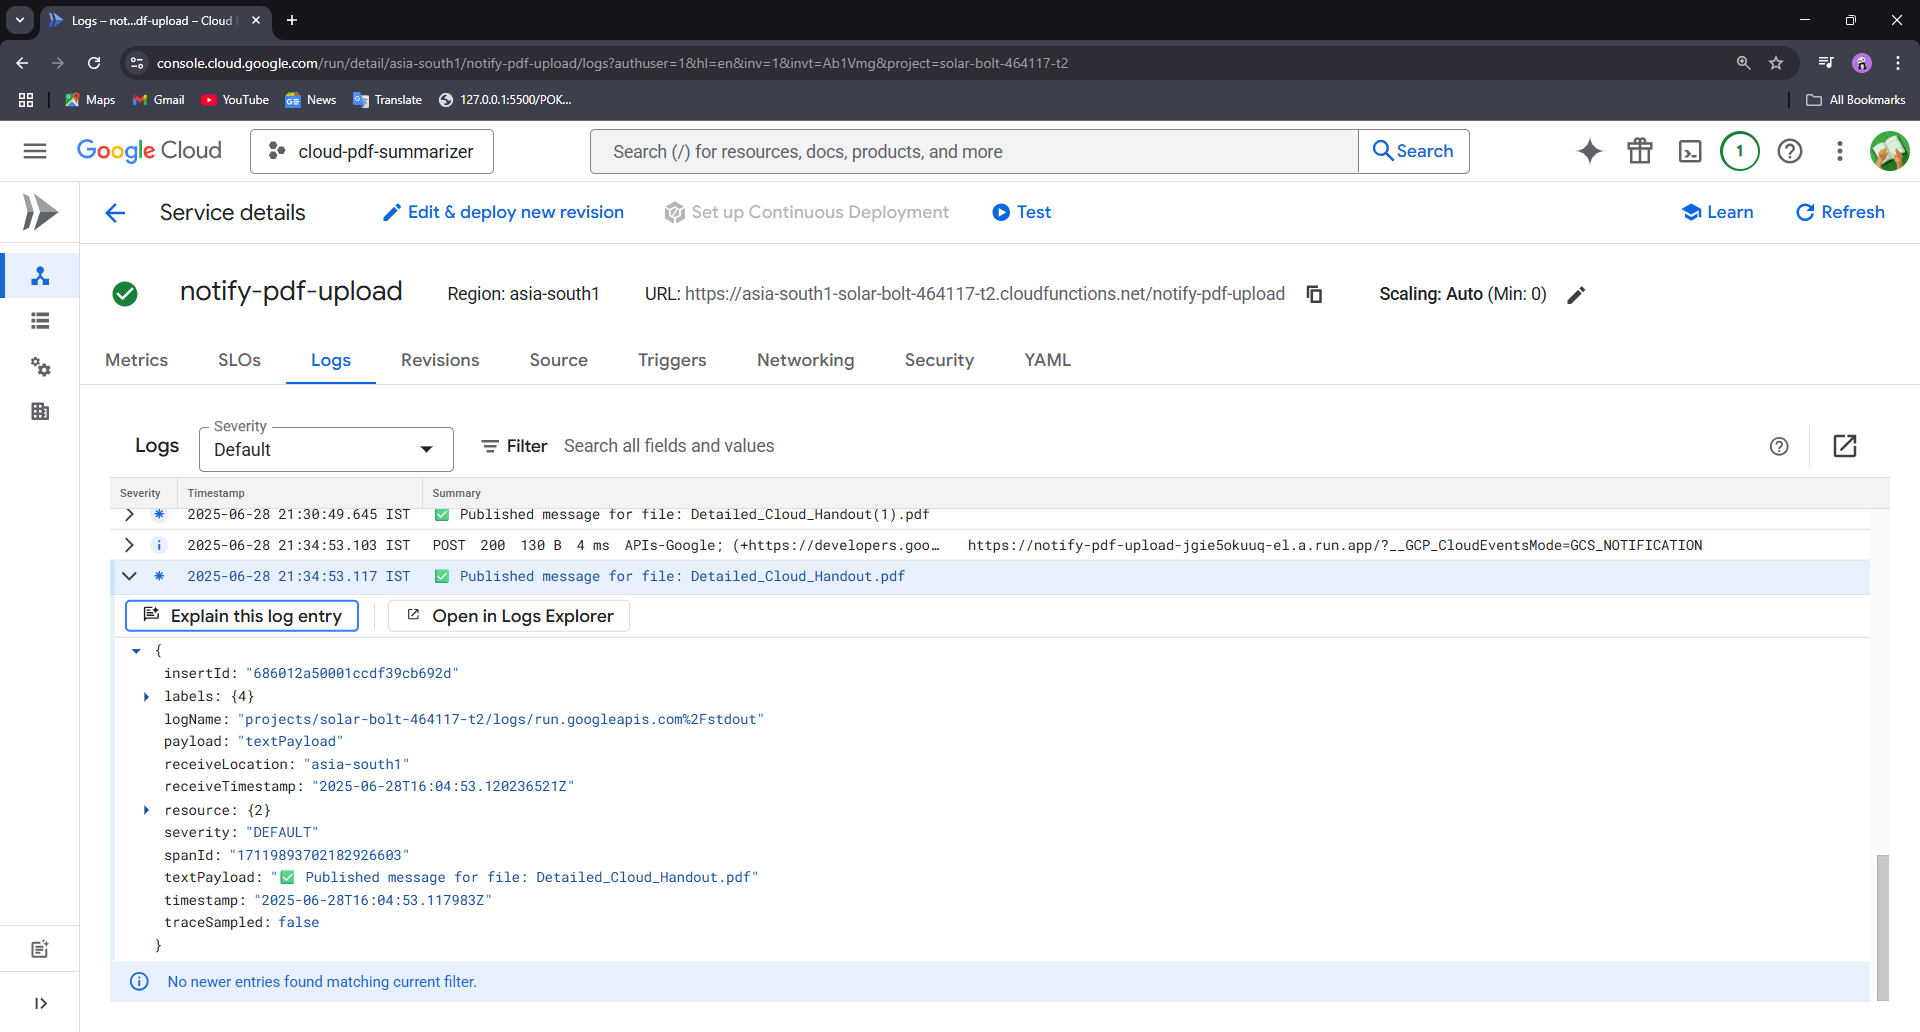 Logs – not...df-upload – Cloud
console.cloud.google.com/run/detail/asia-south1/notify-pdf-upload/logs?authuser=1&hl=en&inv=1&invt=Ab1Vmg&project=solar-bolt-464117-t2
Maps Gmail YouTube News Translate 127.0.0.1:5500/POK... All Bookmarks
Google Cloud cloud-pdf-summarizer Search (/) for resources, docs, products, and more Search 1
Service details Edit & deploy new revision Set up Continuous Deployment Test Learn Refresh
notify-pdf-upload Region: asia-south1 URL: https://asia-south1-solar-bolt-464117-t2.cloudfunctions.net/notify-pdf-upload Scaling: Auto (Min: 0)
Metrics SLOs Logs Revisions Source Triggers Networking Security YAML
Logs Severity Default Filter Search all fields and values
Severity Timestamp Summary
2025-06-28 21:30:49.645 IST ✅ Published message for file: Detailed_Cloud_Handout(1).pdf
i 2025-06-28 21:34:53.103 IST POST 200 130 B 4 ms APIs-Google; (+https://developers.goo... https://notify-pdf-upload-jgie5okuuq-el.a.run.app/?__GCP_CloudEventsMode=GCS_NOTIFICATION
2025-06-28 21:34:53.117 IST ✅ Published message for file: Detailed_Cloud_Handout.pdf
Explain this log entry Open in Logs Explorer
{
insertId: "686012a50001ccdf39cb692d"
labels: {4}
logName: "projects/solar-bolt-464117-t2/logs/run.googleapis.com%2Fstdout"
payload: "textPayload"
receiveLocation: "asia-south1"
receiveTimestamp: "2025-06-28T16:04:53.120236521Z"
resource: {2}
severity: "DEFAULT"
spanId: "17119893702182926603"
textPayload: "✅ Published message for file: Detailed_Cloud_Handout.pdf"
timestamp: "2025-06-28T16:04:53.117983Z"
traceSampled: false
}
No newer entries found matching current filter.